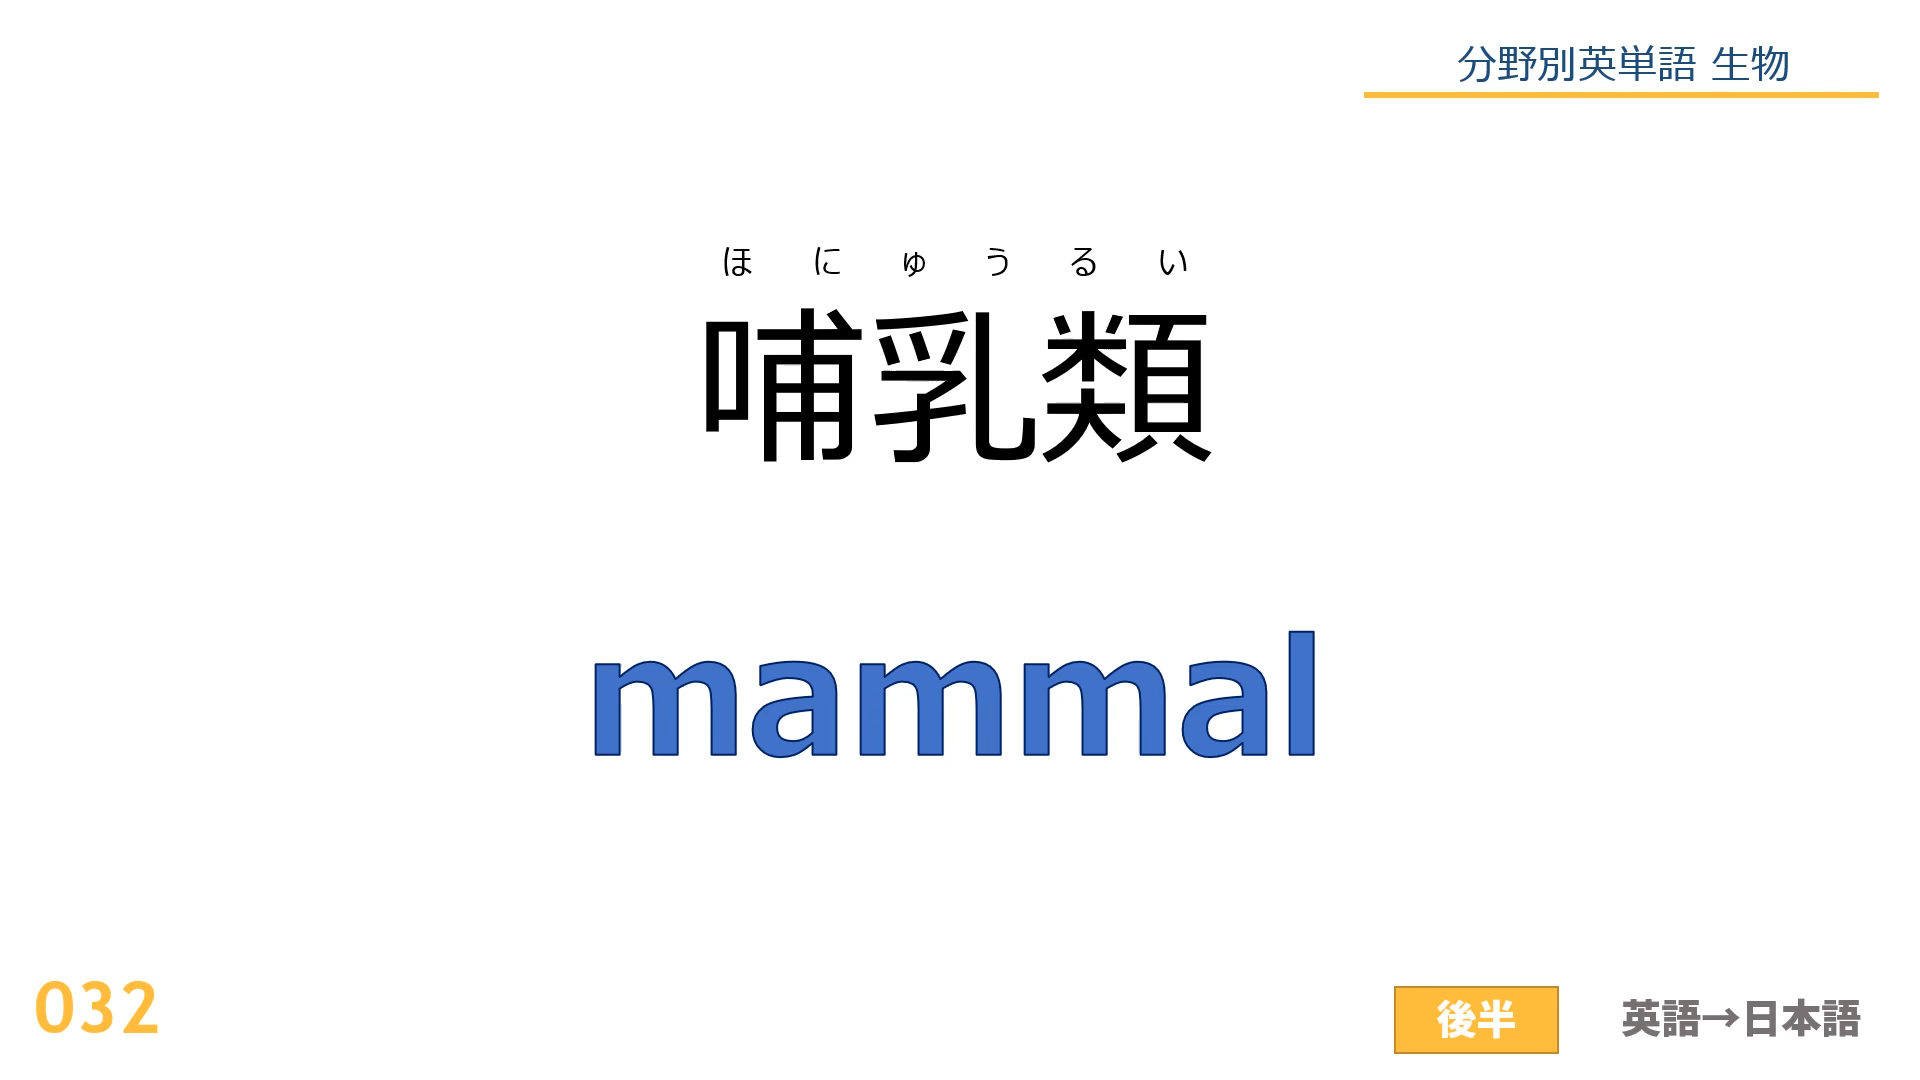 分野別英単語 生物
ほにゅうるい
哺乳類
mammal
032
後半
英語→日本語